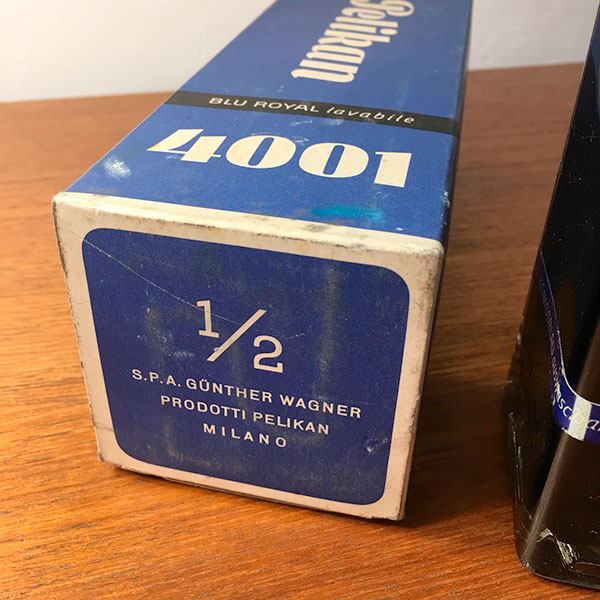 Pelikan
BLU ROYAL lavabile
4001
1/2
S.P.A. GÜNTHER WAGNER
PRODOTTI PELIKAN
MILANO